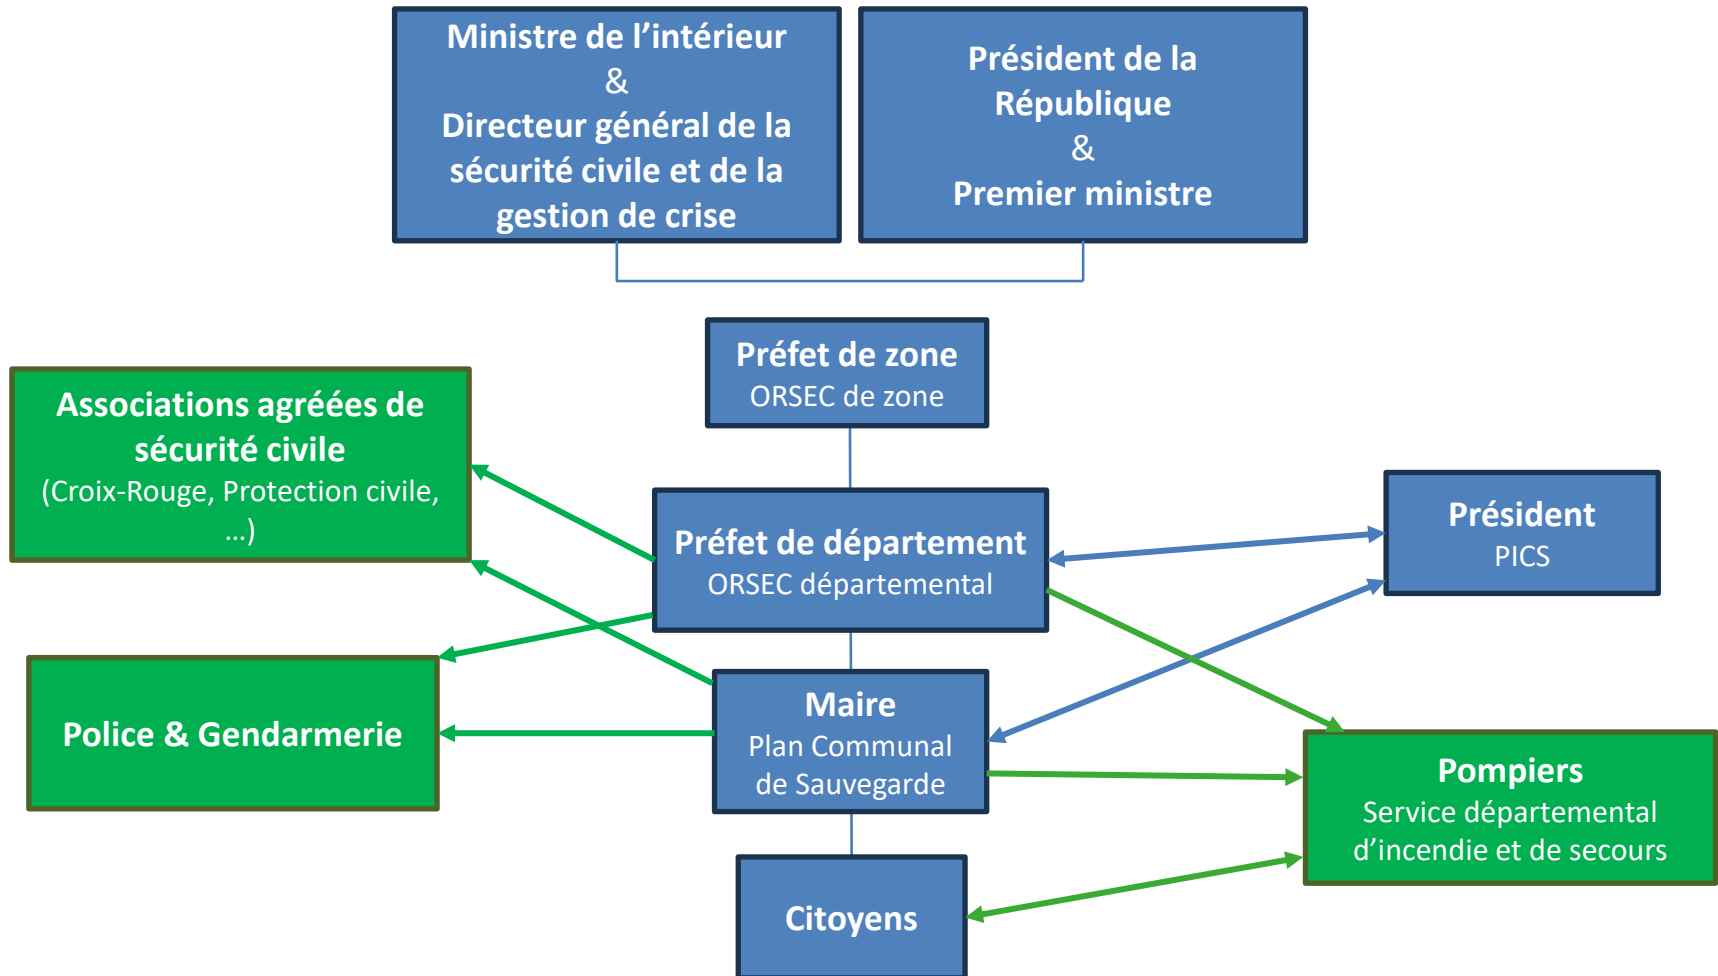 Ministre de l’intérieur
&
Directeur général de la
sécurité civile et de la
gestion de crise
Président de la
République
&
Premier ministre
Préfet de zone
ORSEC de zone
Associations agréées de
sécurité civile
(Croix-Rouge, Protection civile,
…)
Préfet de département
ORSEC départemental
Président
PICS
Police & Gendarmerie
Maire
Plan Communal
de Sauvegarde
Pompiers
Service départemental
d’incendie et de secours
Citoyens